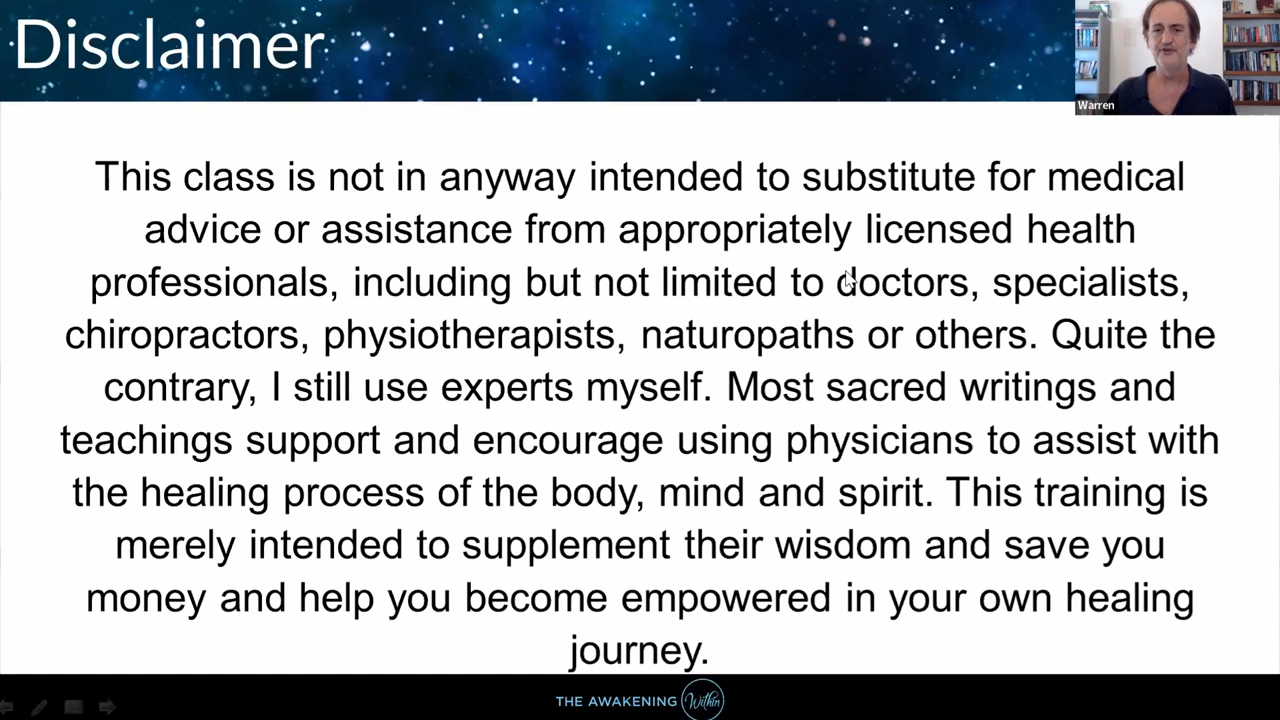 Disclaimer
Warren
This class is not in anyway intended to substitute for medical
advice or assistance from appropriately licensed health
professionals, including but not limited to doctors, specialists,
chiropractors, physiotherapists, naturopaths or others. Quite the
contrary, I still use experts myself. Most sacred writings and
teachings support and encourage using physicians to assist with
the healing process of the body, mind and spirit. This training is
merely intended to supplement their wisdom and save you
money and help you become empowered in your own healing
journey.
THE AWAKENING Within